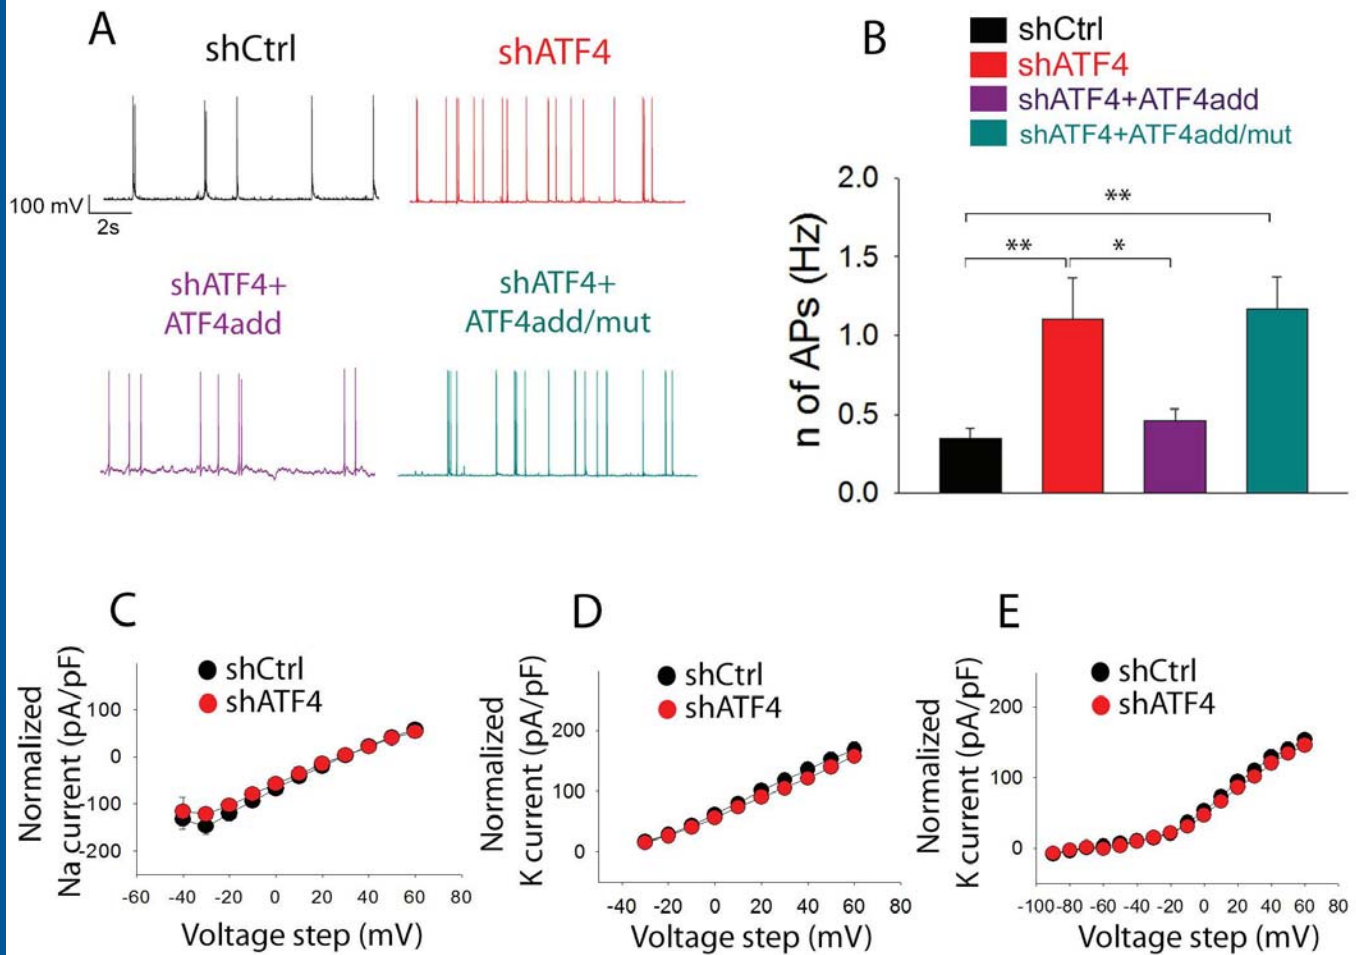 A
shCtrl
shATF4
100 mV
2s
shATF4+
ATF4add
shATF4+
ATF4add/mut
B
shCtrl
shATF4
shATF4+ATF4add
shATF4+ATF4add/mut
n of APs (Hz)
2.0
1.5
1.0
0.5
0.0
**
**
*
C
Normalized
Na current (pA/pF)
shCtrl
shATF4
100
0
-100
-200
-60 -40 -20 0 20 40 60 80
Voltage step (mV)
D
Normalized
K current (pA/pF)
shCtrl
shATF4
200
100
0
-40 -20 0 20 40 60 80
Voltage step (mV)
E
Normalized
K current (pA/pF)
shCtrl
shATF4
200
100
0
-100 -80 -60 -40 -20 0 20 40 60 80
Voltage step (mV)